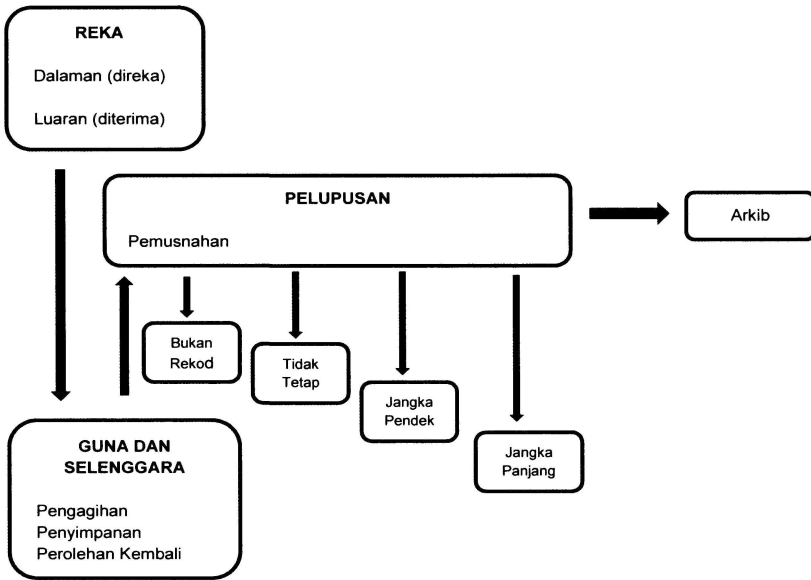 REKA
Dalaman (direka)
Luaran (diterima)
PELUPUSAN
Pemusnahan
Arkib
Bukan
Rekod
Tidak
Tetap
Jangka
Pendek
Jangka
Panjang
GUNA DAN
SELENGGARA
Pengagihan
Penyimpanan
Perolehan Kembali